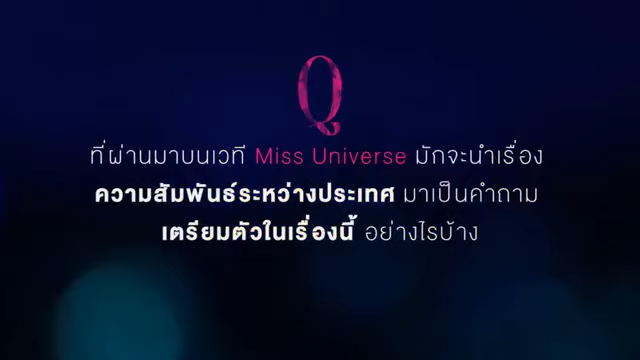 Q
ที่ผ่านมาบนเวที Miss Universe มักจะนำเรื่อง
ความสัมพันธ์ระหว่างประเทศ มาเป็นคำถาม
เตรียมตัวในเรื่องนี้ อย่างไรบ้าง